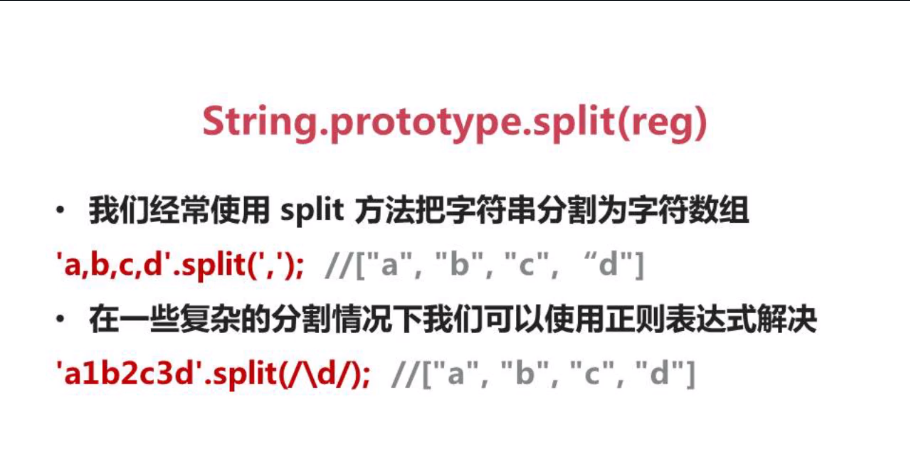 String.prototype.split(reg)
• 我们经常使用 split 方法把字符串分割为字符数组
'a,b,c,d'.split(','); //["a", "b", "c", “d"]
• 在一些复杂的分割情况下我们可以使用正则表达式解决
'a1b2c3d'.split(/\d/); //["a", "b", "c", "d"]